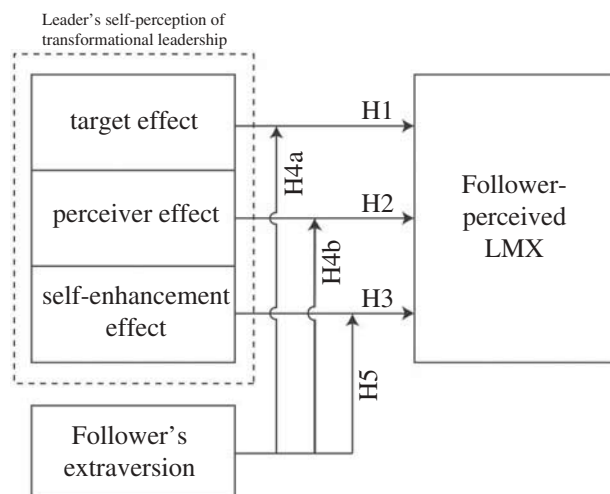 Leader's self-perception of
transformational leadership
target effect
H1
H4a
perceiver effect
H2
H4b
self-enhancement
effect
H3
H5
Follower-
perceived
LMX
Follower's
extraversion